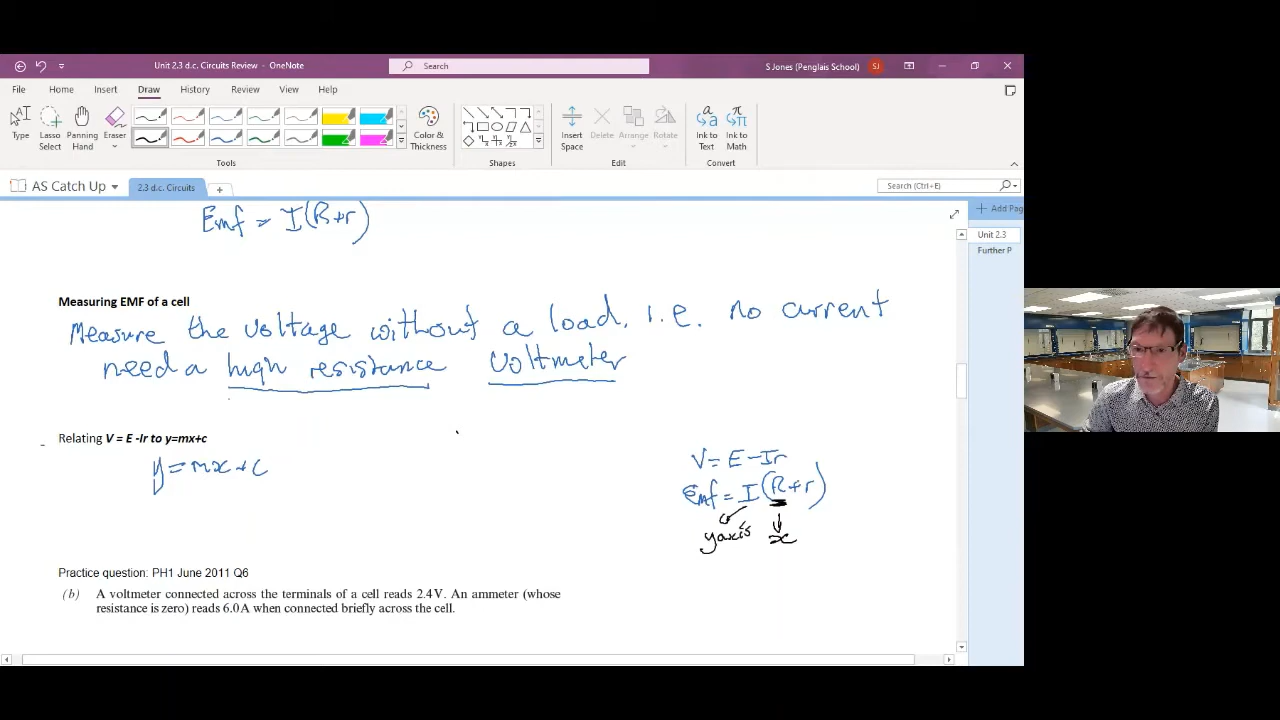 Unit 2.3 d.c. Circuits Review - OneNote
Search
S Jones (Penglais School)
SJ
File Home Insert Draw History Review View Help
Type
Lasso Select
Panning Hand
Eraser
Color & Thickness
Insert Space
Delete
Arrange
Rotate
Ink to Text
Ink to Math
Tools
Shapes
Edit
Convert
AS Catch Up
2.3 d.c. Circuits
Search (Ctrl+E)
Add Pag
Unit 2.3
Further P
Emf = I(R+r)
Measuring EMF of a cell
Measure the voltage without a load. i.e. no current
need a high resistance voltmeter
Relating V = E -Ir to y=mx+c
y=mx+c
V= E-Ir
Emf = I(R+r)
yaxis x
Practice question: PH1 June 2011 Q6
(b) A voltmeter connected across the terminals of a cell reads 2.4 V. An ammeter (whose
resistance is zero) reads 6.0 A when connected briefly across the cell.